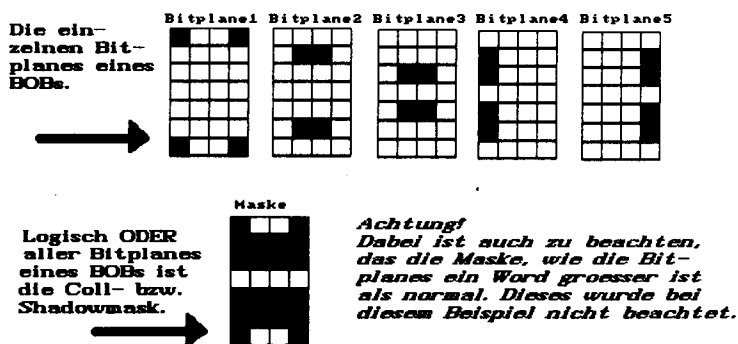 Bitplane1 Bitplane2 Bitplane3 Bitplane4 Bitplane5
Die ein-
zelnen Bit-
planes eines
BOBs.
Maske
Logisch ODER
aller Bitplanes
eines BOBs ist
die Coll- bzw.
Shadowmask.
Achtung!
Dabei ist auch zu beachten,
das die Maske, wie die Bit-
planes ein Word groesser ist
als normal. Dieses wurde bei
diesem Beispiel nicht beachtet.